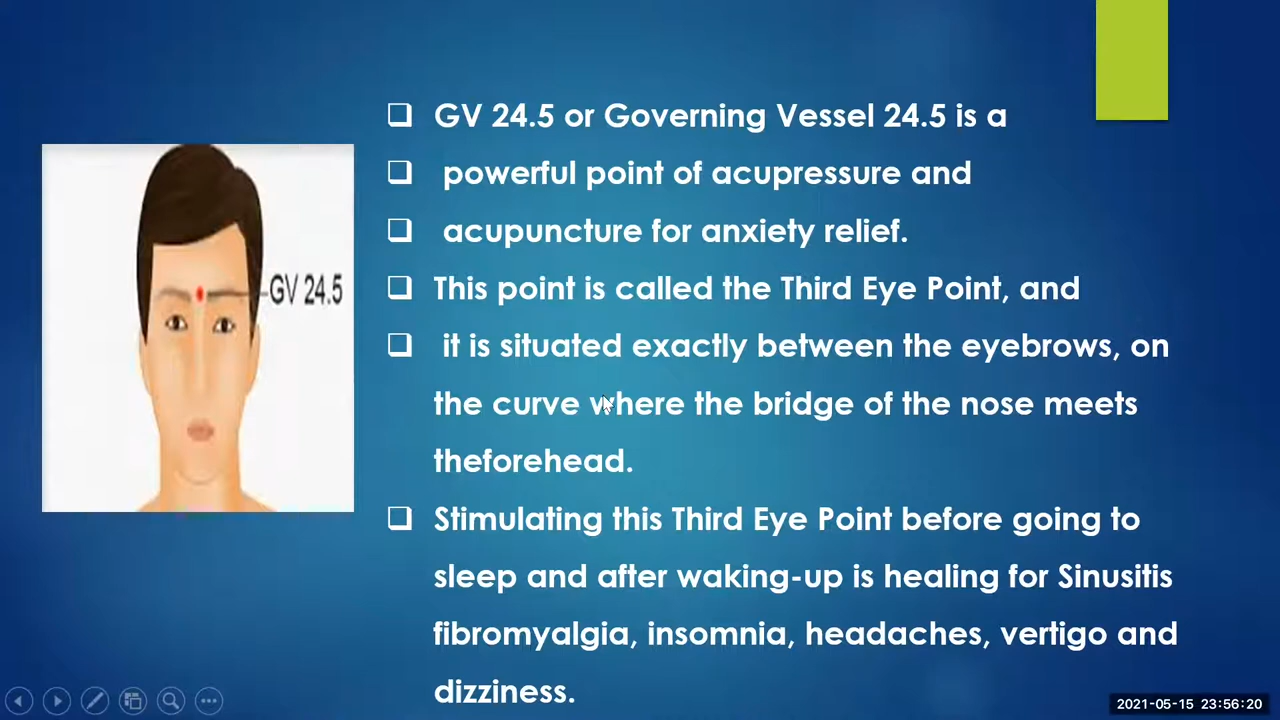 GV 24.5 or Governing Vessel 24.5 is a
powerful point of acupressure and
acupuncture for anxiety relief.
This point is called the Third Eye Point, and
it is situated exactly between the eyebrows, on
the curve where the bridge of the nose meets
theforehead.
Stimulating this Third Eye Point before going to
sleep and after waking-up is healing for Sinusitis
fibromyalgia, insomnia, headaches, vertigo and
dizziness.
GV 24.5
2021-05-15 23:56:20